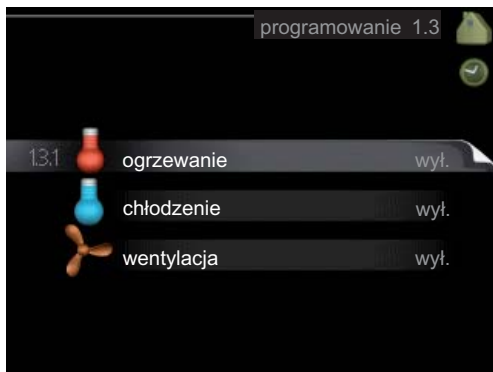 programowanie 1.3
1.3.1 ogrzewanie wył.
chłodzenie wył.
wentylacja wył.